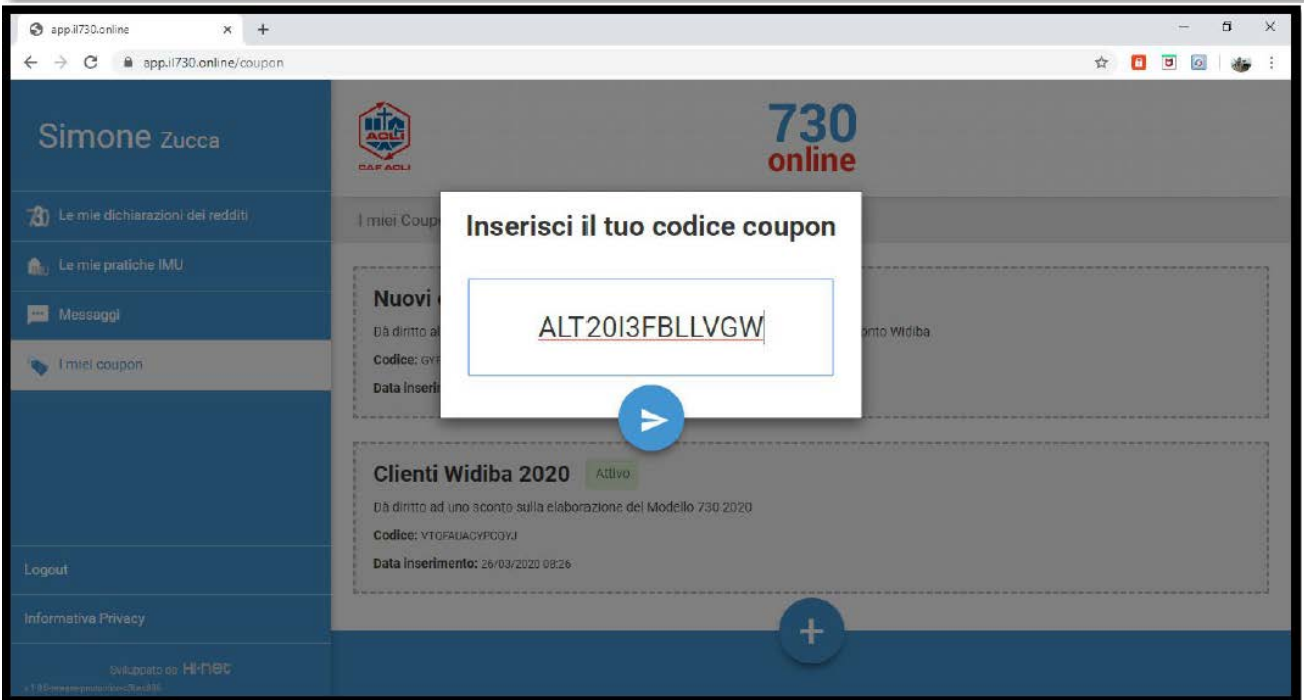 app.il730.online
app.il730.online/coupon
Simone Zucca
ACLI
CAF ACLI
730
online
Le mie dichiarazioni dei redditi
Le mie pratiche IMU
Messaggi
I miei coupon
I miei Coup
Inserisci il tuo codice coupon
ALT20I3FBLLVGW
Nuovi
Dà diritto al
onto Widiba
Codice:
Data inseri
Clienti Widiba 2020 Attivo
Dà diritto ad uno sconto sulla elaborazione del Modello 730 2020
Codice:
Data inserimento: 26/03/2020 08:26
Logout
Informativa Privacy
Sviluppato da Hi-net